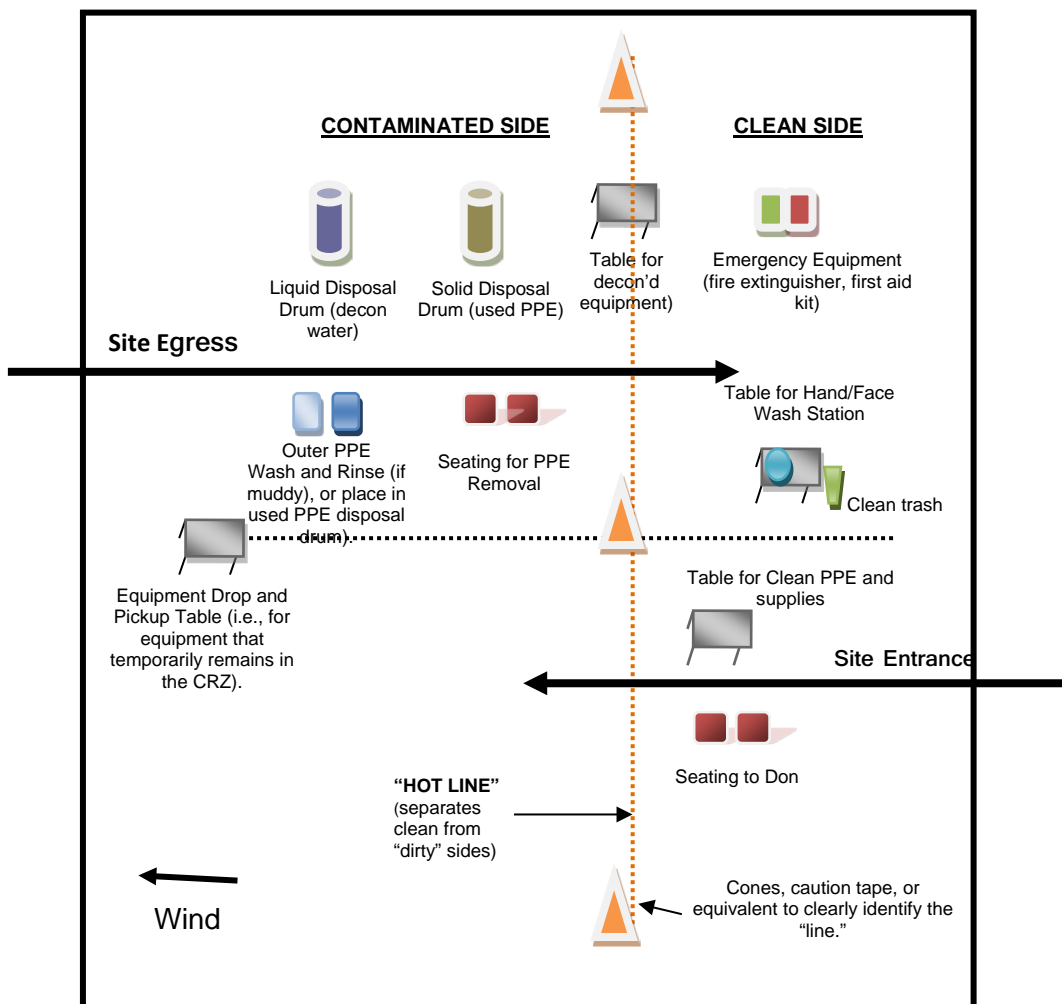 CONTAMINATED SIDE
CLEAN SIDE
Liquid Disposal
Drum (decon
water)
Solid Disposal
Drum (used PPE)
Table for
decon’d
equipment)
Emergency Equipment
(fire extinguisher, first aid
kit)
Site Egress
Outer PPE
Wash and Rinse (if
muddy), or place in
used PPE disposal
drum).
Seating for PPE
Removal
Table for Hand/Face
Wash Station
Clean trash
Equipment Drop and
Pickup Table (i.e., for
equipment that
temporarily remains in
the CRZ).
Table for Clean PPE and
supplies
Site Entrance
Seating to Don
“HOT LINE”
(separates
clean from
“dirty” sides)
Wind
Cones, caution tape, or
equivalent to clearly identify the
“line.”